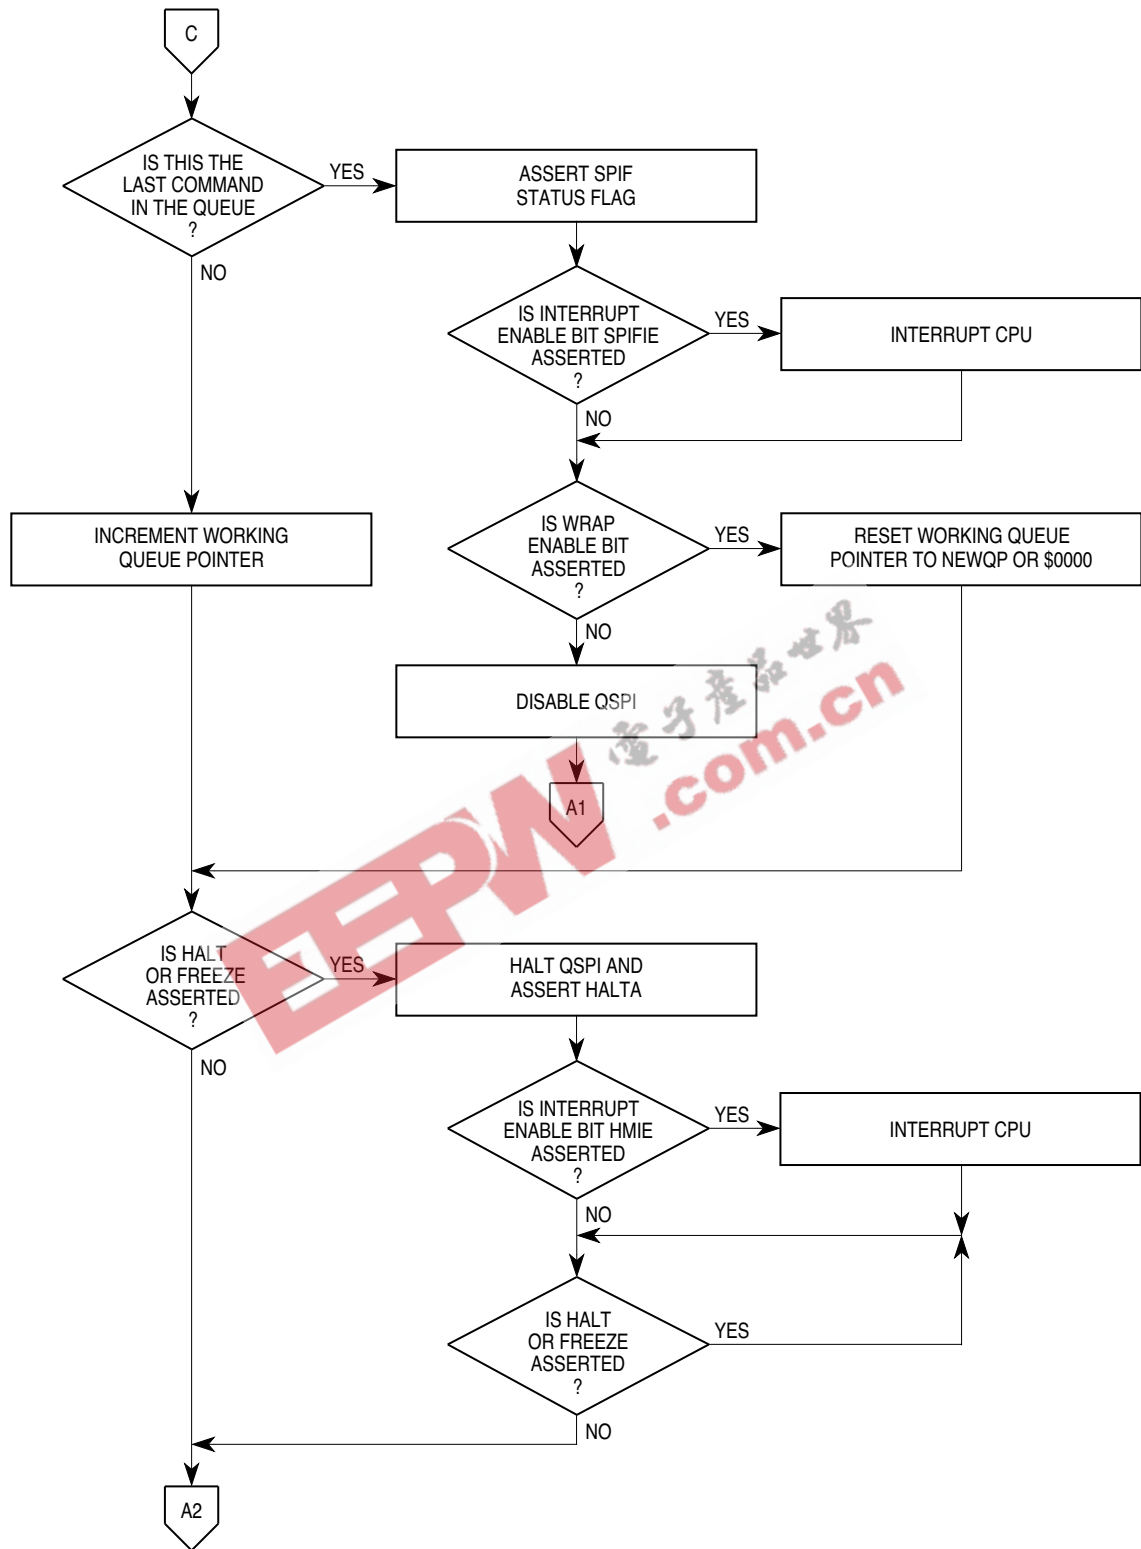 C
IS THIS THE
LAST COMMAND
IN THE QUEUE
?
YES
NO
ASSERT SPIF
STATUS FLAG
IS INTERRUPT
ENABLE BIT SPIFIE
ASSERTED
?
YES
NO
INTERRUPT CPU
INCREMENT WORKING
QUEUE POINTER
IS WRAP
ENABLE BIT
ASSERTED
?
YES
NO
RESET WORKING QUEUE
POINTER TO NEWQP OR $0000
DISABLE QSPI
A1
EEPW
電子產品世界
.com.cn
IS HALT
OR FREEZE
ASSERTED
?
YES
NO
HALT QSPI AND
ASSERT HALTA
IS INTERRUPT
ENABLE BIT HMIE
ASSERTED
?
YES
NO
INTERRUPT CPU
IS HALT
OR FREEZE
ASSERTED
?
YES
NO
A2